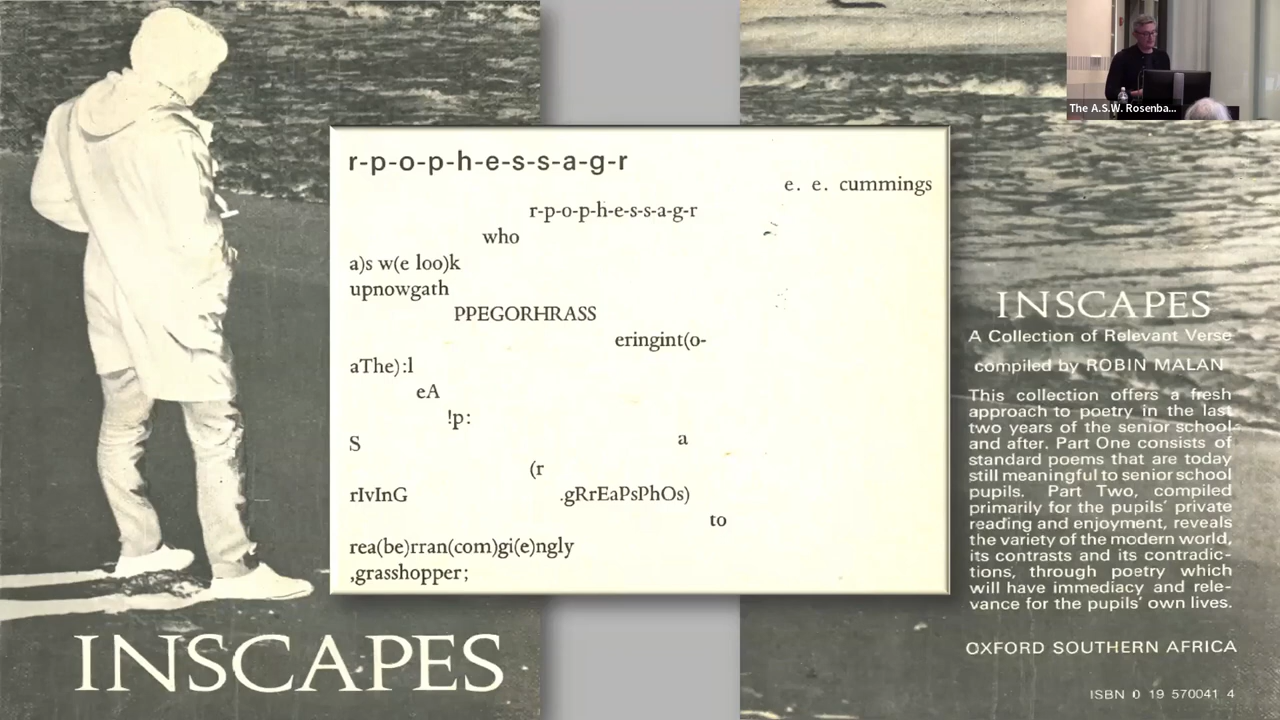 The A.S.W. Rosenba...
r-p-o-p-h-e-s-s-a-g-r
e. e. cummings
r-p-o-p-h-e-s-s-a-g-r
who
a)s w(e loo)k
upnowgath
PPEGORHRASS
eringint(o-
aThe):l
eA
!p:
S a
(r
rIvInG .gRrEaPsPhOs)
to
rea(be)rran(com)gi(e)ngly
,grasshopper;
INSCAPES
INSCAPES
A Collection of Relevant Verse
compiled by ROBIN MALAN
This collection offers a fresh
approach to poetry in the last
two years of the senior school
and after. Part One consists of
standard poems that are today
still meaningful to senior school
pupils. Part Two, compiled
primarily for the pupils' private
reading and enjoyment, reveals
the variety of the modern world,
its contrasts and its contradic-
tions, through poetry which
will have immediacy and rele-
vance for the pupils' own lives.
OXFORD SOUTHERN AFRICA
ISBN 0 19 570041 4